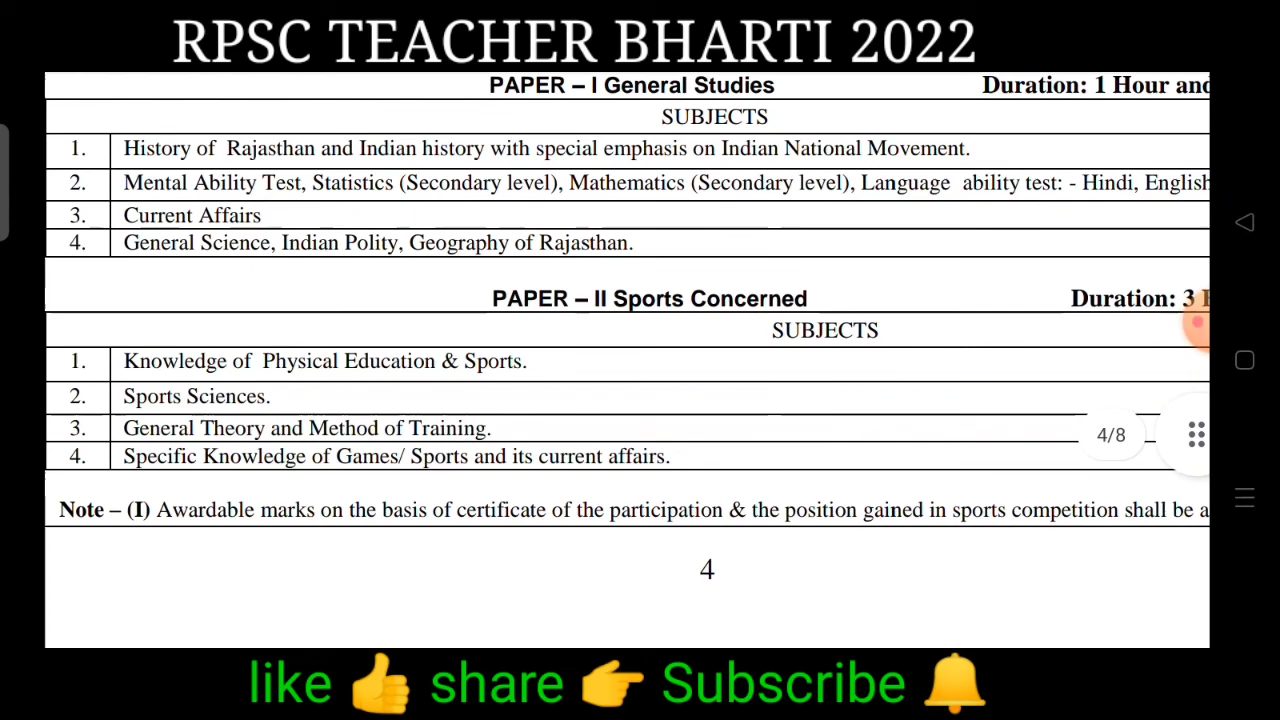 RPSC TEACHER BHARTI 2022
PAPER – I General Studies Duration: 1 Hour and
SUBJECTS
1. History of Rajasthan and Indian history with special emphasis on Indian National Movement.
2. Mental Ability Test, Statistics (Secondary level), Mathematics (Secondary level), Language ability test: - Hindi, English
3. Current Affairs
4. General Science, Indian Polity, Geography of Rajasthan.
PAPER – II Sports Concerned Duration: 3
SUBJECTS
1. Knowledge of Physical Education & Sports.
2. Sports Sciences.
3. General Theory and Method of Training.
4/8
4. Specific Knowledge of Games/ Sports and its current affairs.
Note – (I) Awardable marks on the basis of certificate of the participation & the position gained in sports competition shall be a
4
like 👍 share 👉 Subscribe 🔔